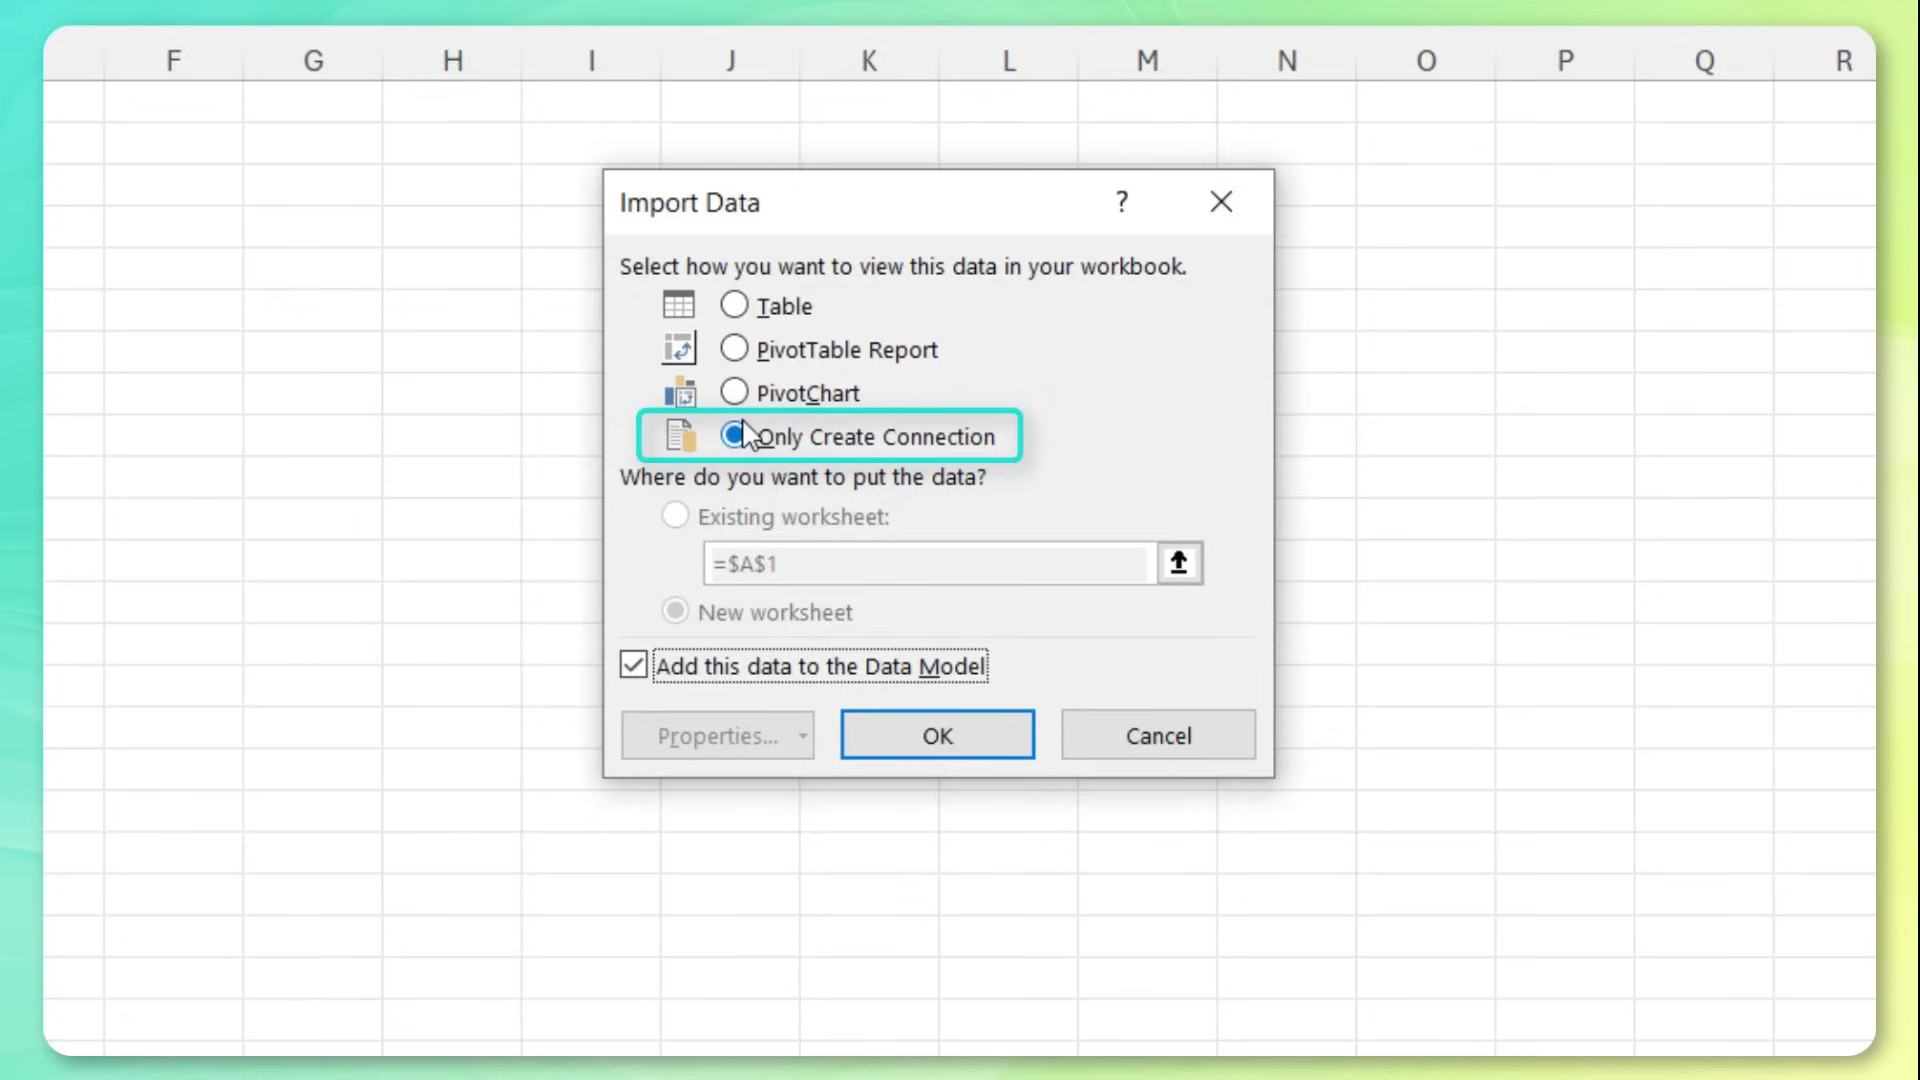 F G H I J K L M N O P Q R
Import Data ?
Select how you want to view this data in your workbook.
Table
PivotTable Report
PivotChart
Only Create Connection
Where do you want to put the data?
Existing worksheet:
=$A$1
New worksheet
Add this data to the Data Model
Properties... OK Cancel